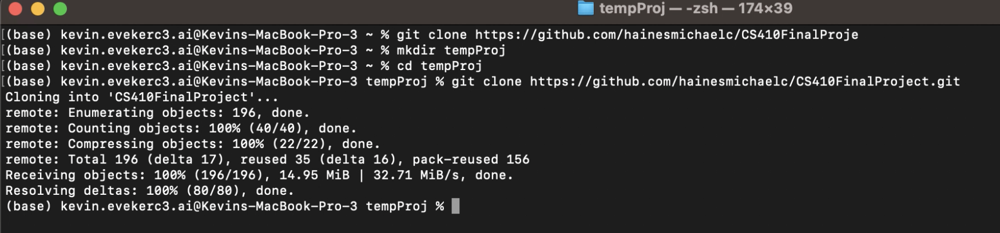 tempProj — -zsh — 174×39
[(base) kevin.evekerc3.ai@Kevins-MacBook-Pro-3 ~ % git clone https://github.com/hainesmichaelc/CS410FinalProje
[(base) kevin.evekerc3.ai@Kevins-MacBook-Pro-3 ~ % mkdir tempProj
[(base) kevin.evekerc3.ai@Kevins-MacBook-Pro-3 ~ % cd tempProj
[(base) kevin.evekerc3.ai@Kevins-MacBook-Pro-3 tempProj % git clone https://github.com/hainesmichaelc/CS410FinalProject.git
Cloning into 'CS410FinalProject'...
remote: Enumerating objects: 196, done.
remote: Counting objects: 100% (40/40), done.
remote: Compressing objects: 100% (22/22), done.
remote: Total 196 (delta 17), reused 35 (delta 16), pack-reused 156
Receiving objects: 100% (196/196), 14.95 MiB | 32.71 MiB/s, done.
Resolving deltas: 100% (80/80), done.
(base) kevin.evekerc3.ai@Kevins-MacBook-Pro-3 tempProj %